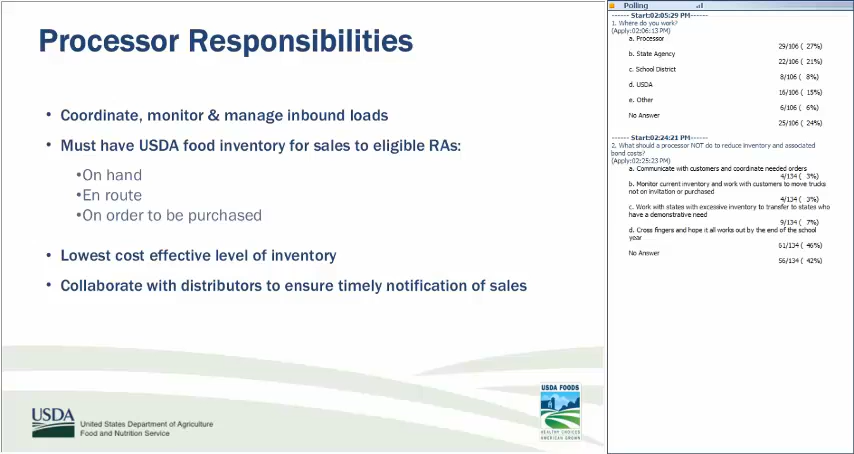 Processor Responsibilities
• Coordinate, monitor & manage inbound loads
• Must have USDA food inventory for sales to eligible RAs:
•On hand
•En route
•On order to be purchased
• Lowest cost effective level of inventory
• Collaborate with distributors to ensure timely notification of sales
USDA
United States Department of Agriculture
Food and Nutrition Service
USDA FOODS
HEALTHY CHOICES
AMERICAN GROWN
Polling
------ Start:02:05:29 PM------
1. Where do you work?
(Apply:02:06:13 PM)
a. Processor
29/106 ( 27%)
b. State Agency
22/106 ( 21%)
c. School District
8/106 ( 8%)
d. USDA
16/106 ( 15%)
e. Other
6/106 ( 6%)
No Answer
25/106 ( 24%)
------ Start:02:24:21 PM------
2. What should a processor NOT do to reduce inventory and associated
bond costs?
(Apply:02:25:23 PM)
a. Communicate with customers and coordinate needed orders
4/134 ( 3%)
b. Monitor current inventory and work with customers to move trucks
not on invitation or purchased
4/134 ( 3%)
c. Work with states with excessive inventory to transfer to states who
have a demonstrative need
9/134 ( 7%)
d. Cross fingers and hope it all works out by the end of the school
year
61/134 ( 46%)
No Answer
56/134 ( 42%)